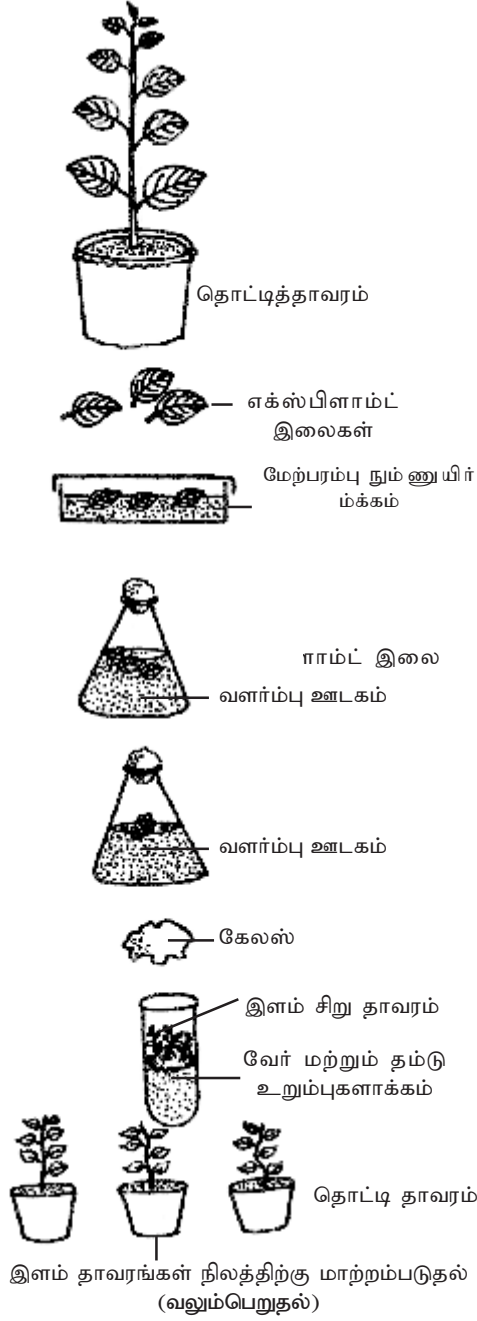 தொட்டித்தாவரம்
எக்ஸ்பிளாம்ட்
இலைகள்
மேற்பரம்பு நும்ணுயிர்
ம்க்கம்
ளாம்ட் இலை
வளர்ம்பு ஊடகம்
வளர்ம்பு ஊடகம்
கேலஸ்
இளம் சிறு தாவரம்
வேர் மற்றும் தம்டு
உறும்புகளாக்கம்
தொட்டி தாவரம்
இளம் தாவரங்கள் நிலத்திற்கு மாற்றம்படுதல்
(வலும்பெறுதல்)